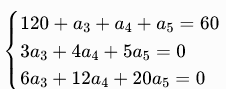 120 + a₃ + a₄ + a₅ = 60
3a₃ + 4a₄ + 5a₅ = 0
6a₃ + 12a₄ + 20a₅ = 0